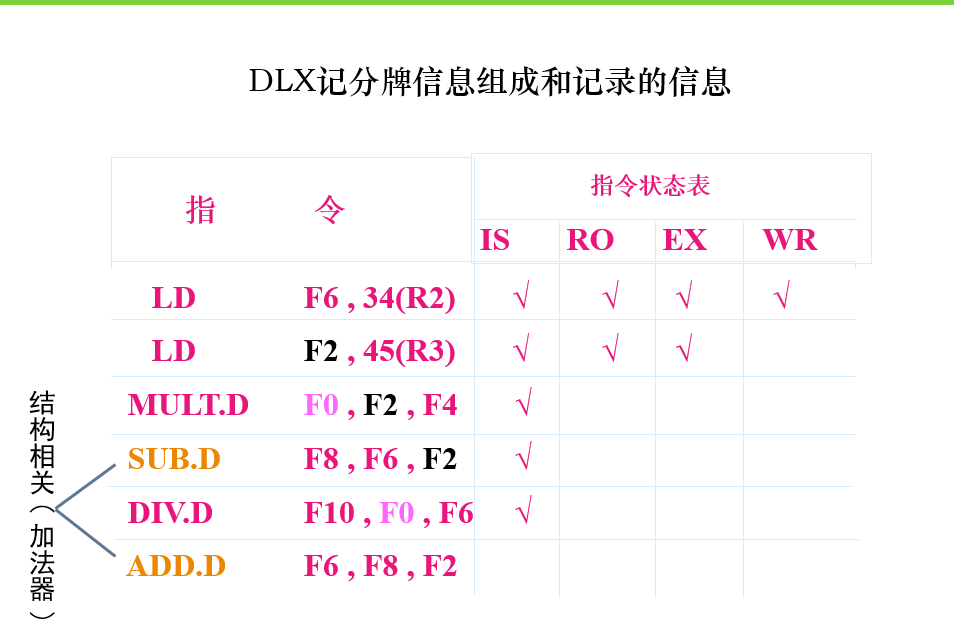 DLX记分牌信息组成和记录的信息
指 令
指令状态表
IS RO EX WR
LD F6 , 34(R2) √ √ √ √
LD F2 , 45(R3) √ √ √
MULT.D F0 , F2 , F4 √
SUB.D F8 , F6 , F2 √
DIV.D F10 , F0 , F6 √
ADD.D F6 , F8 , F2
结构相关（加法器）